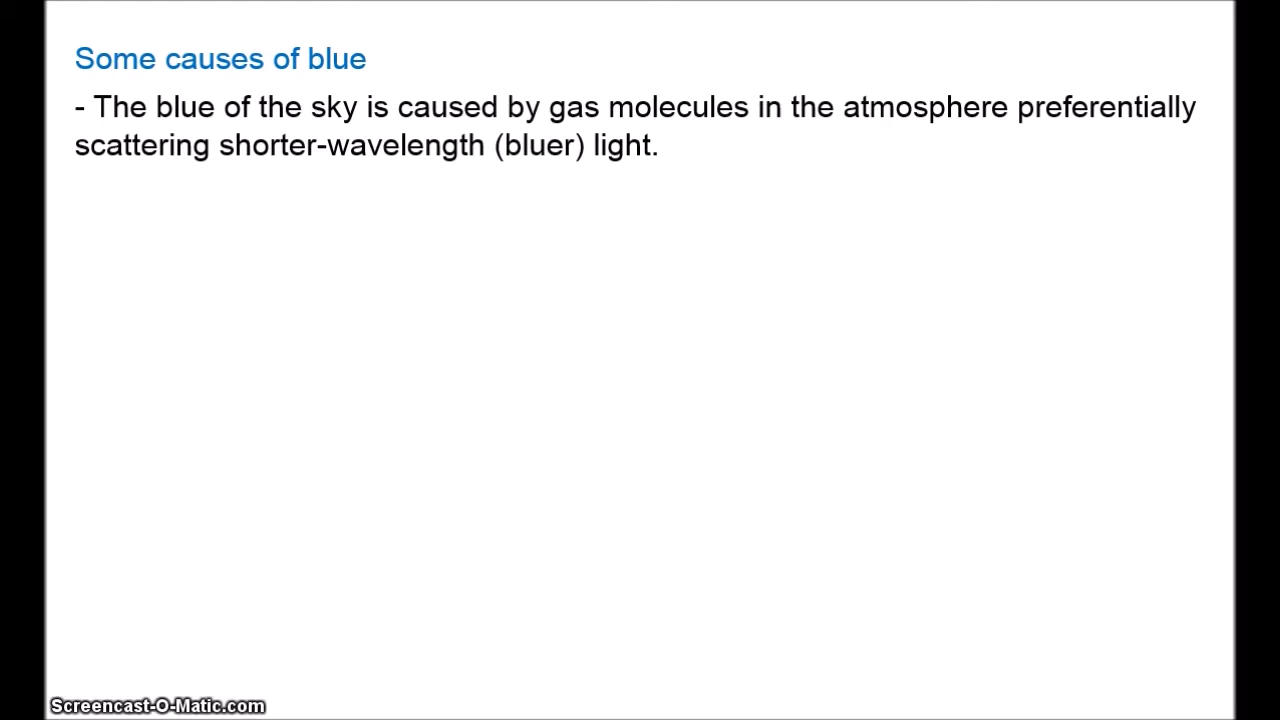 Some causes of blue
- The blue of the sky is caused by gas molecules in the atmosphere preferentially
scattering shorter-wavelength (bluer) light.
Screencast-O-Matic.com